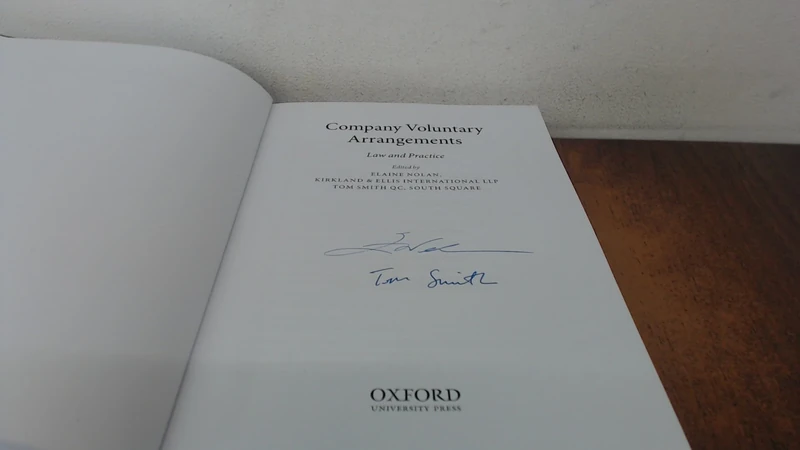 Company Voluntary
Arrangements
Law and Practice
Edited by
ELAINE NOLAN,
KIRKLAND & ELLIS INTERNATIONAL LLP
TOM SMITH QC, SOUTH SQUARE
Tom Smith
OXFORD
UNIVERSITY PRESS